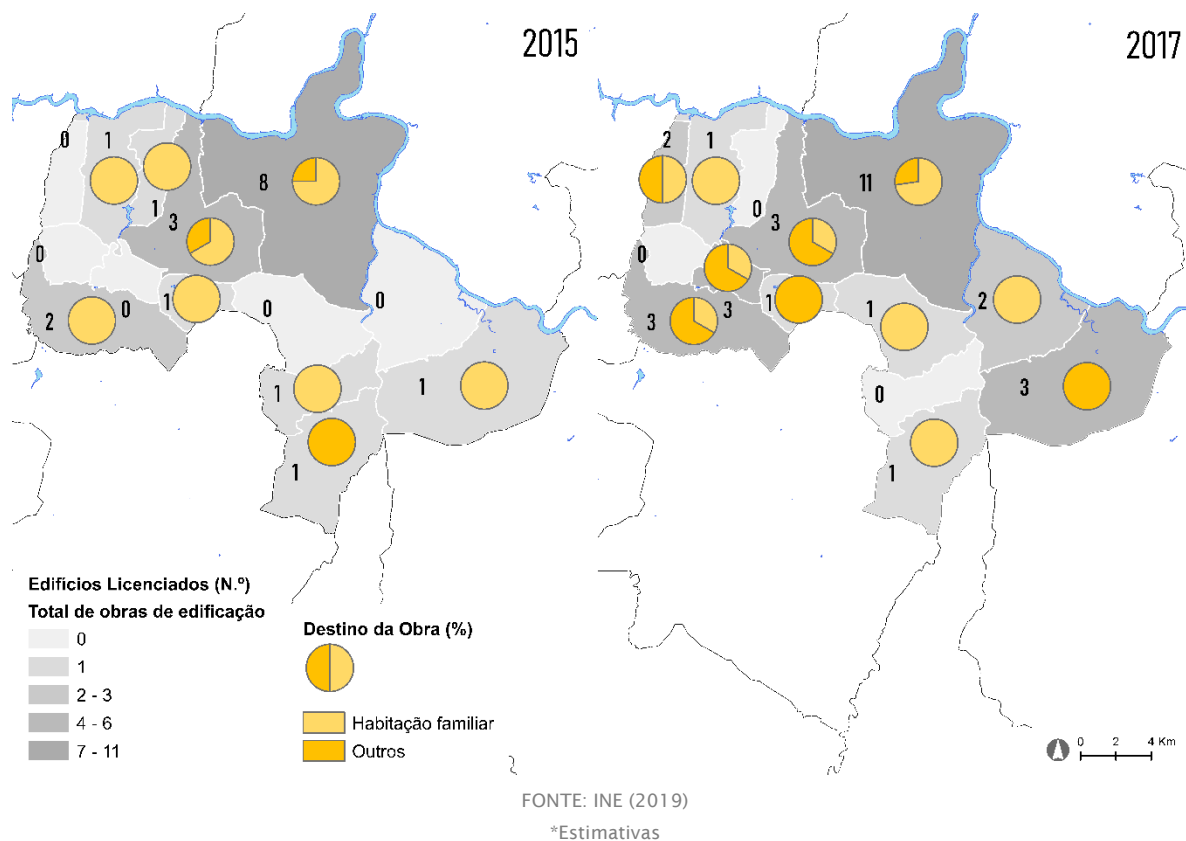 2015
0
1
1
8
3
0
0
1
0
0
2
1
1
1
2017
2
1
0
11
3
0
3
1
1
2
3
0
3
1
Edifícios Licenciados (N.º)
Total de obras de edificação
0
1
2 - 3
4 - 6
7 - 11
Destino da Obra (%)
Habitação familiar
Outros
0 2 4 Km
FONTE: INE (2019)
*Estimativas